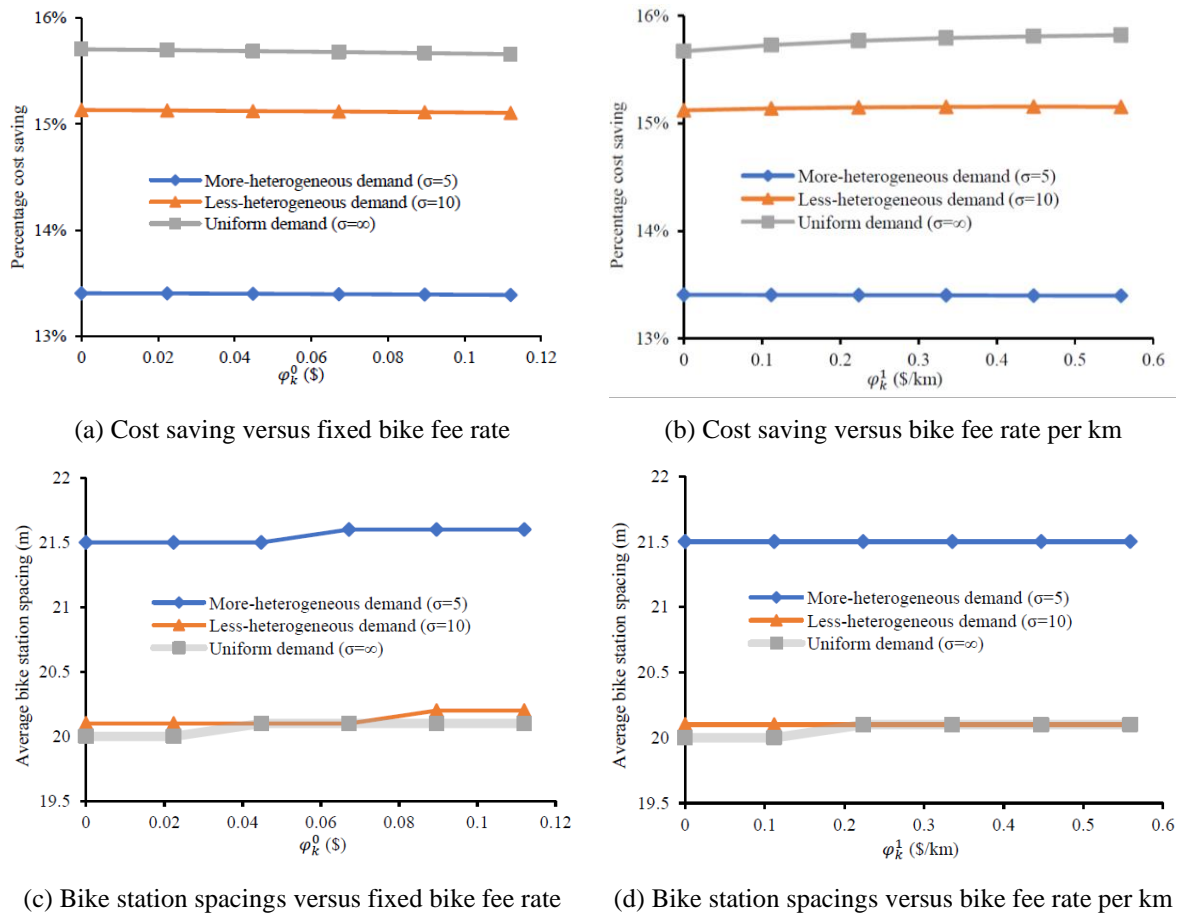 16%
15%
14%
13%
Percentage cost saving
More-heterogeneous demand (σ=5)
Less-heterogeneous demand (σ=10)
Uniform demand (σ=∞)
0 0.02 0.04 0.06 0.08 0.1 0.12
φ_k^0 ($)
(a) Cost saving versus fixed bike fee rate
16%
15%
14%
13%
Percentage cost saving
More-heterogeneous demand (σ=5)
Less-heterogeneous demand (σ=10)
Uniform demand (σ=∞)
0 0.1 0.2 0.3 0.4 0.5 0.6
φ_k^1 ($/km)
(b) Cost saving versus bike fee rate per km
22
21.5
21
20.5
20
19.5
Average bike station spacing (m)
More-heterogeneous demand (σ=5)
Less-heterogeneous demand (σ=10)
Uniform demand (σ=∞)
0 0.02 0.04 0.06 0.08 0.1 0.12
φ_k^0 ($)
(c) Bike station spacings versus fixed bike fee rate
22
21.5
21
20.5
20
19.5
Average bike station spacing (m)
More-heterogeneous demand (σ=5)
Less-heterogeneous demand (σ=10)
Uniform demand (σ=∞)
0 0.1 0.2 0.3 0.4 0.5 0.6
φ_k^1 ($/km)
(d) Bike station spacings versus bike fee rate per km